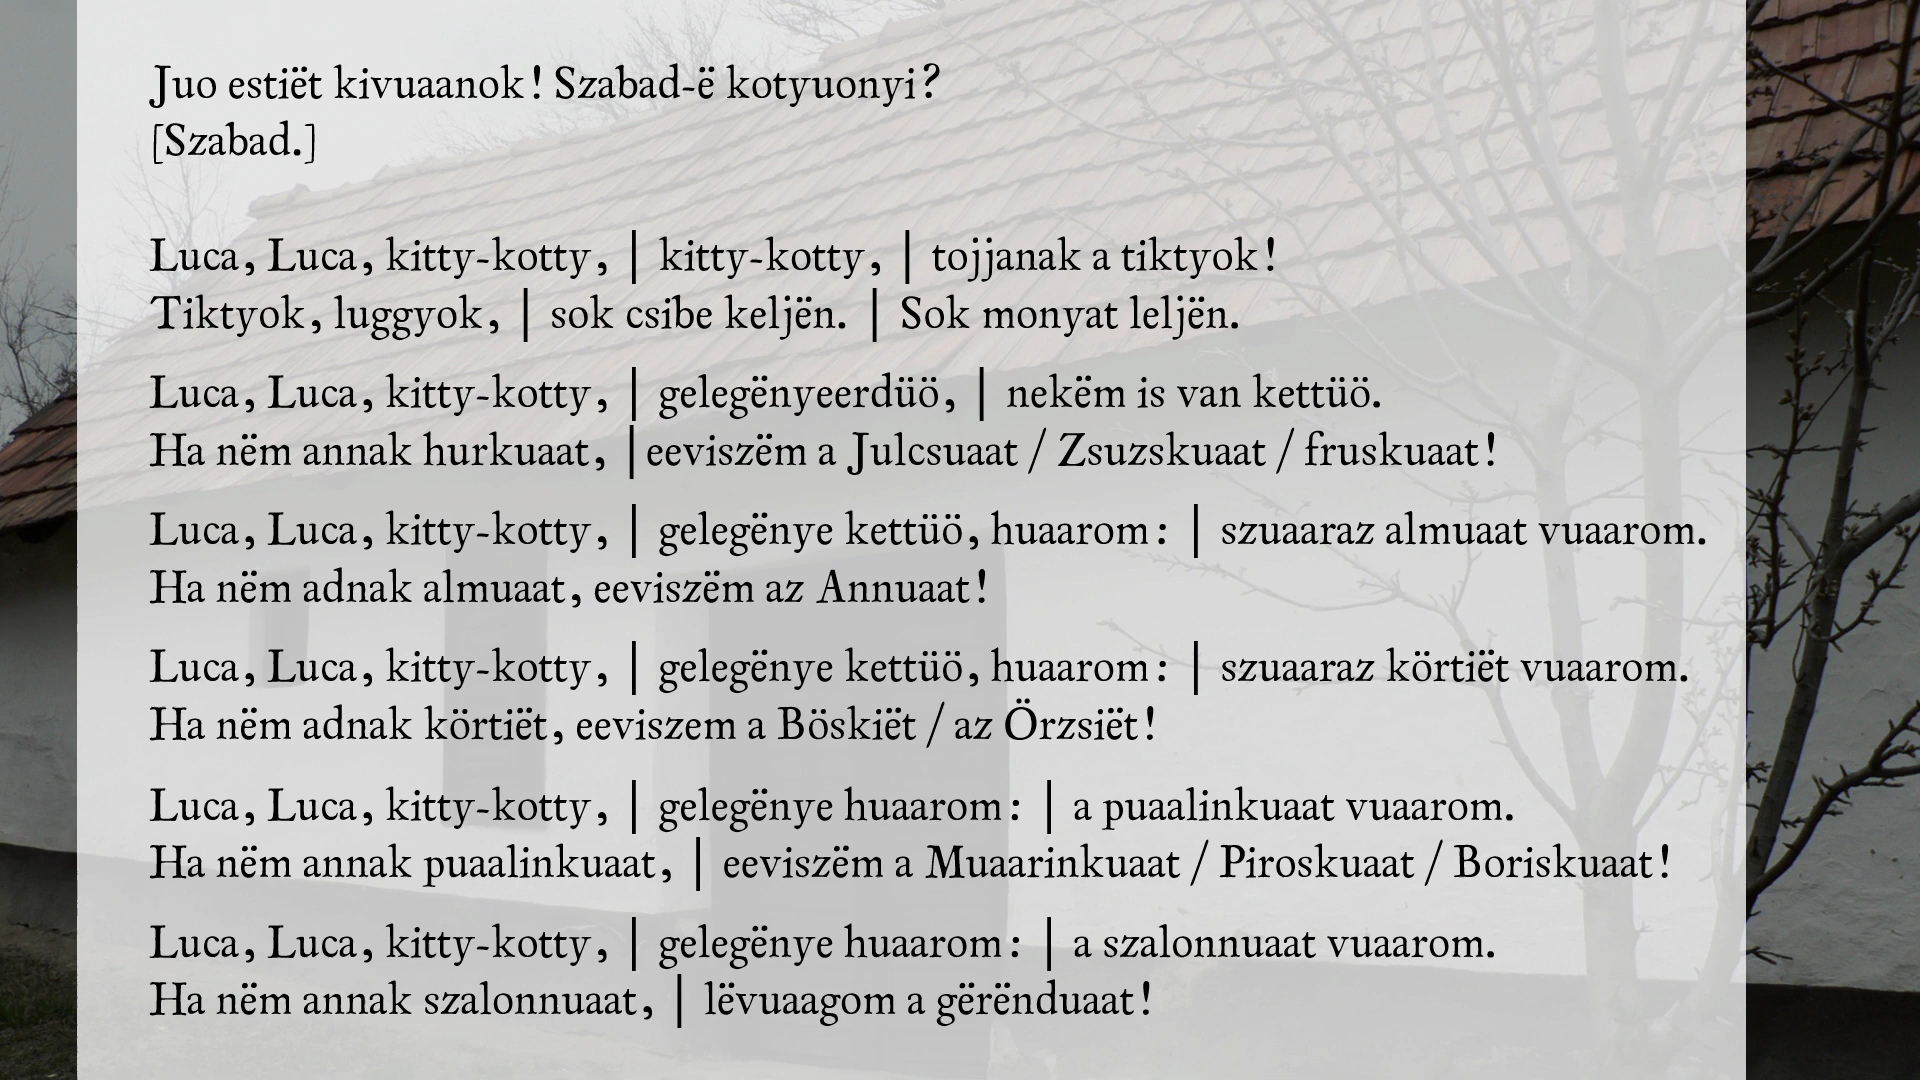 Juo estiët kivuaanok! Szabad-ë kotyuonyi?
[Szabad.]
Luca, Luca, kitty-kotty, | kitty-kotty, | tojjanak a tiktyok!
Tiktyok, luggyok, | sok csibe keljën. | Sok monyat leljën.
Luca, Luca, kitty-kotty, | gelegënyeerdüö, | nekëm is van kettüö.
Ha nëm annak hurkuaat, | eeviszëm a Julcsuaat / Zsuzskuaat / fruskuaat!
Luca, Luca, kitty-kotty, | gelegënye kettüö, huaarom: | szuaaraz almuaat vuaarom.
Ha nëm adnak almuaat, eeviszëm az Annuaat!
Luca, Luca, kitty-kotty, | gelegënye kettüö, huaarom: | szuaaraz körtiët vuaarom.
Ha nëm adnak körtiët, eeviszem a Böskiët / az Örzsiët!
Luca, Luca, kitty-kotty, | gelegënye huaarom: | a puaalinkuaat vuaarom.
Ha nëm annak puaalinkuaat, | eeviszëm a Muaarinkuaat / Piroskuaat / Boriskuaat!
Luca, Luca, kitty-kotty, | gelegënye huaarom: | a szalonnuaat vuaarom.
Ha nëm annak szalonnuaat, | lëvuaagom a gërënduaat!